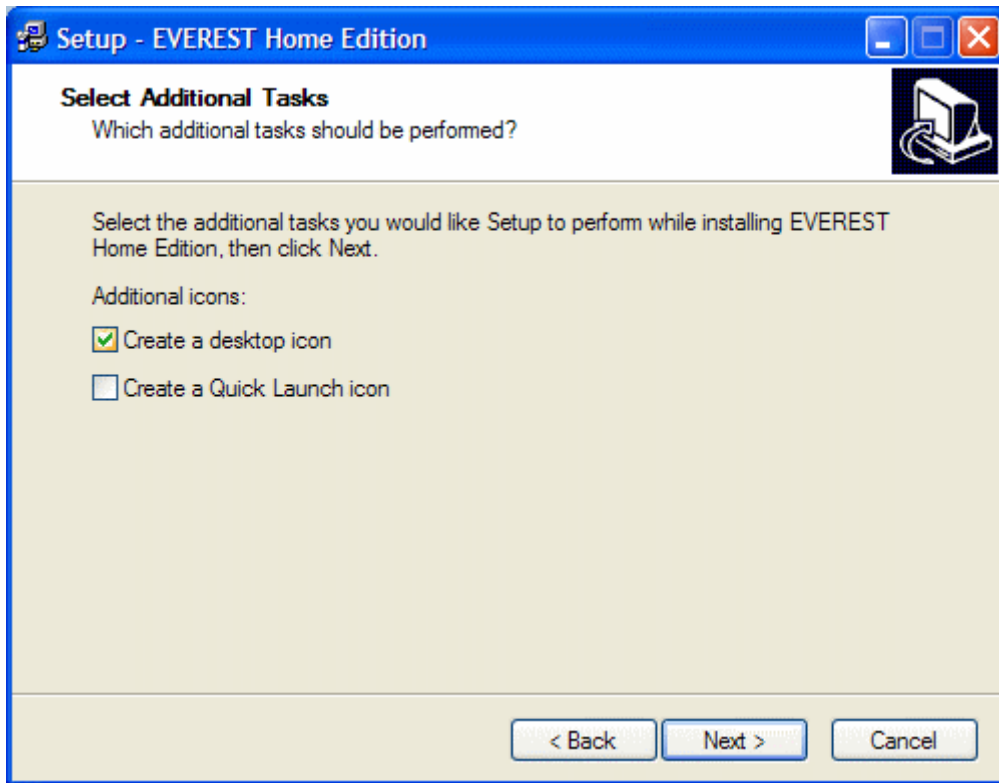 Setup - EVEREST Home Edition
Select Additional Tasks
Which additional tasks should be performed?
Select the additional tasks you would like Setup to perform while installing EVEREST
Home Edition, then click Next.
Additional icons:
Create a desktop icon
Create a Quick Launch icon
< Back
Next >
Cancel